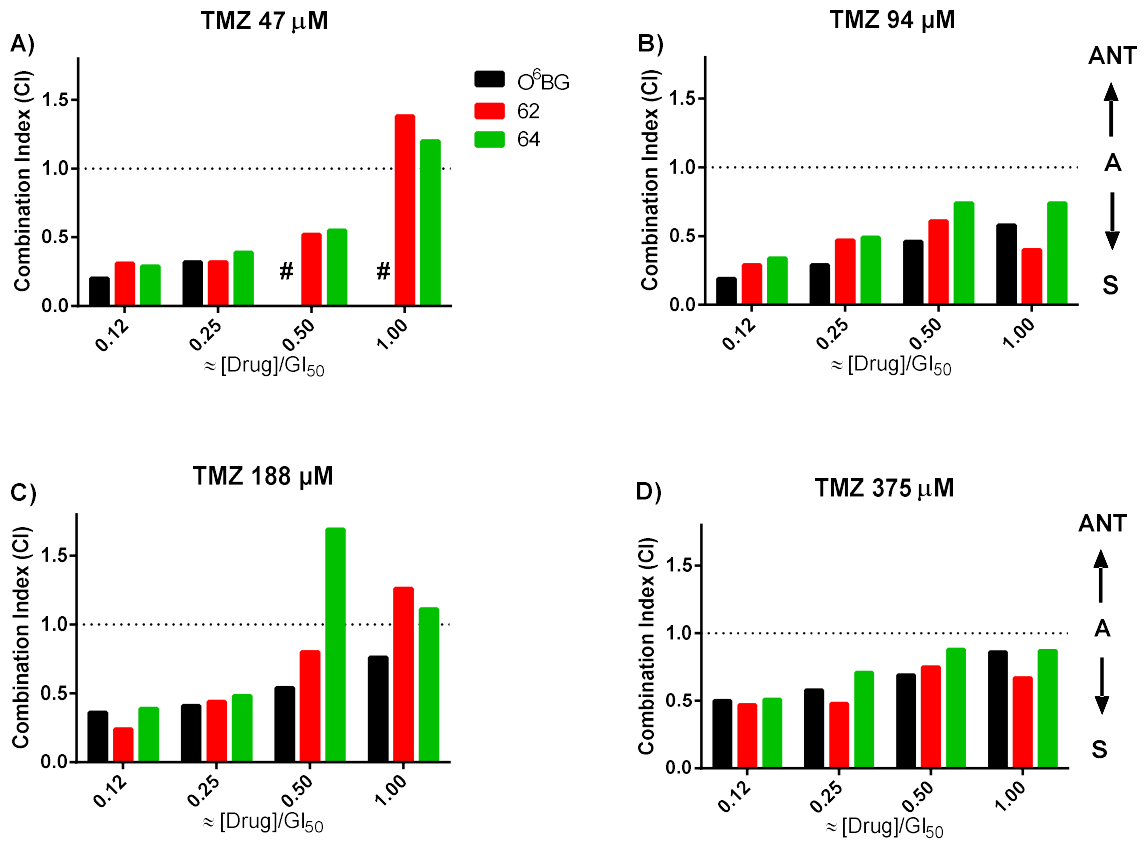 TMZ 47 μM
A)
Combination Index (CI)
1.5
1.0
0.5
0.0
# #
0.12 0.25 0.50 1.00
≈ [Drug]/GI₅₀
O⁶BG
62
64
TMZ 94 µM
B)
Combination Index (CI)
1.5
1.0
0.5
0.0
0.12 0.25 0.50 1.00
≈ [Drug]/GI₅₀
ANT
A
S
TMZ 188 µM
C)
Combination Index (CI)
1.5
1.0
0.5
0.0
0.12 0.25 0.50 1.00
≈ [Drug]/GI₅₀
TMZ 375 μM
D)
Combination Index (CI)
1.5
1.0
0.5
0.0
0.12 0.25 0.50 1.00
≈ [Drug]/GI₅₀
ANT
A
S